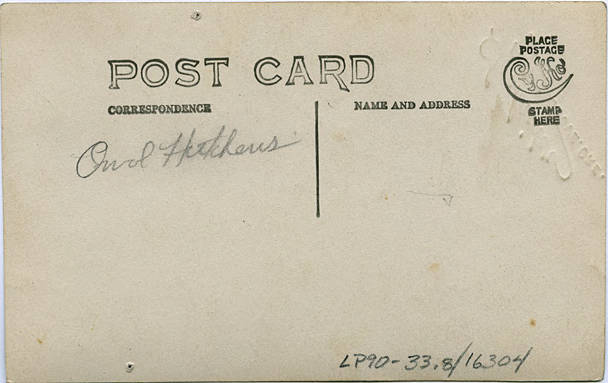 POST CARD
CORRESPONDENCE
NAME AND ADDRESS
PLACE
POSTAGE
STAMP
HERE
LP90-33.8/16304